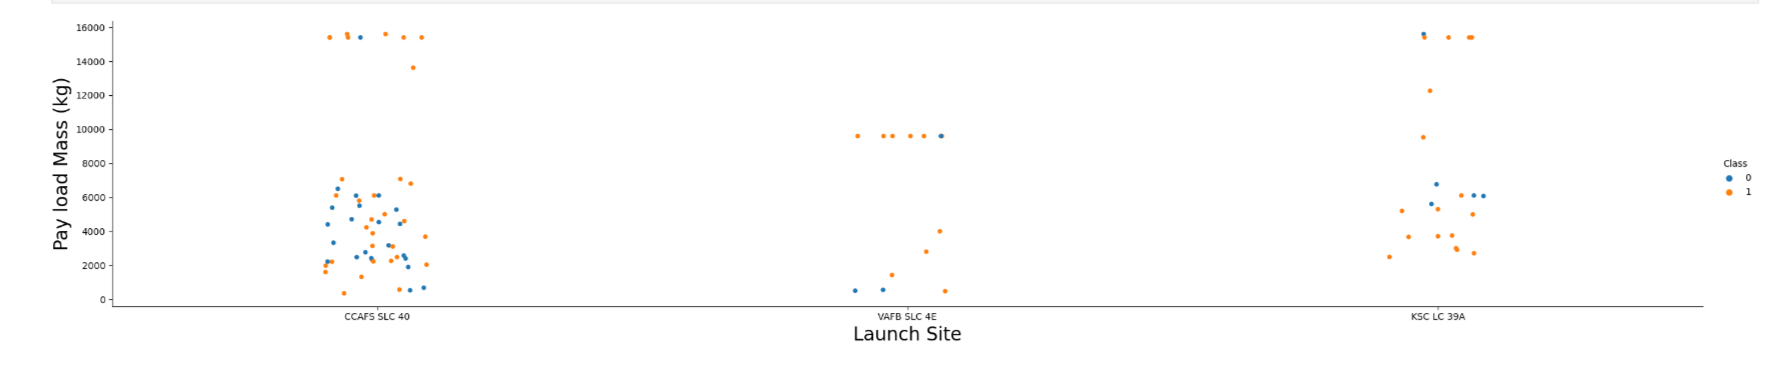 16000
14000
12000
10000
8000
6000
4000
2000
0
Pay load Mass (kg)
CCAFS SLC 40
VAFB SLC 4E
KSC LC 39A
Launch Site
Class
0
1